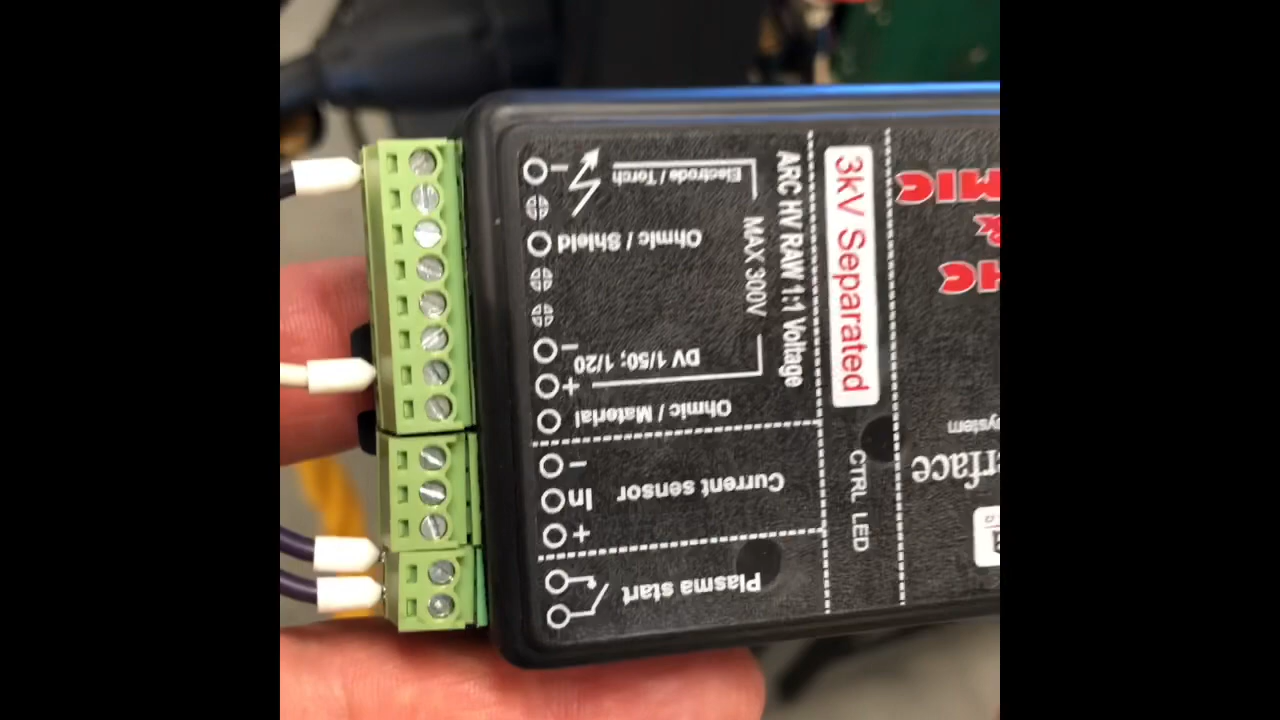 Electrode / Torch
Ohmic / Shield
MAX 300V
ARC HV RAW 1:1 Voltage
DV 1/50; 1/20
Ohmic / Material
3kV Separated
Current sensor
-
In
+
Plasma start
CTRL LED